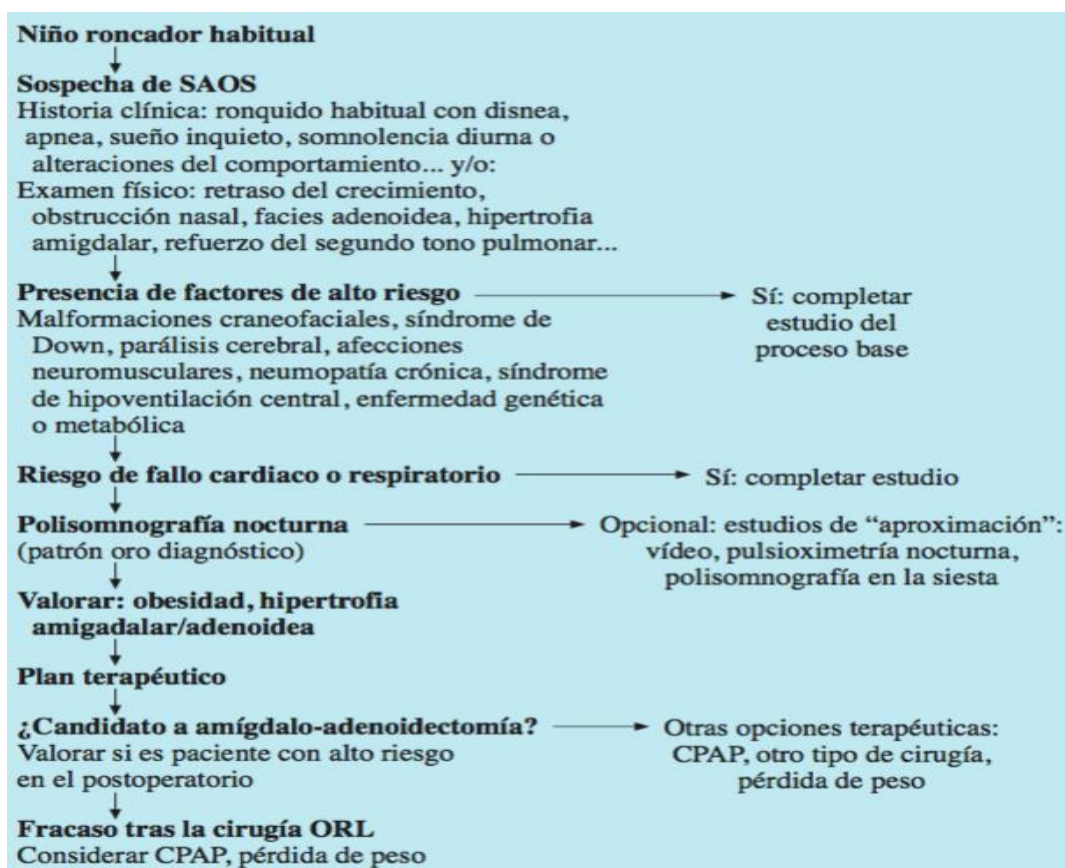 Niño roncador habitual
Sospecha de SAOS
Historia clínica: ronquido habitual con disnea,
apnea, sueño inquieto, somnolencia diurna o
alteraciones del comportamiento... y/o:
Examen físico: retraso del crecimiento,
obstrucción nasal, facies adenoidea, hipertrofia
amigdalar, refuerzo del segundo tono pulmonar...
Presencia de factores de alto riesgo
Sí: completar
estudio del
proceso base
Malformaciones craneofaciales, síndrome de
Down, parálisis cerebral, afecciones
neuromusculares, neumopatía crónica, síndrome
de hipoventilación central, enfermedad genética
o metabólica
Riesgo de fallo cardiaco o respiratorio
Sí: completar estudio
Polisomnografía nocturna
(patrón oro diagnóstico)
Opcional: estudios de “aproximación”:
vídeo, pulsioximetría nocturna,
polisomnografía en la siesta
Valorar: obesidad, hipertrofia
amigadalar/adenoidea
Plan terapéutico
¿Candidato a amígdalo-adenoidectomía?
Valorar si es paciente con alto riesgo
en el postoperatorio
Otras opciones terapéuticas:
CPAP, otro tipo de cirugía,
pérdida de peso
Fracaso tras la cirugía ORL
Considerar CPAP, pérdida de peso